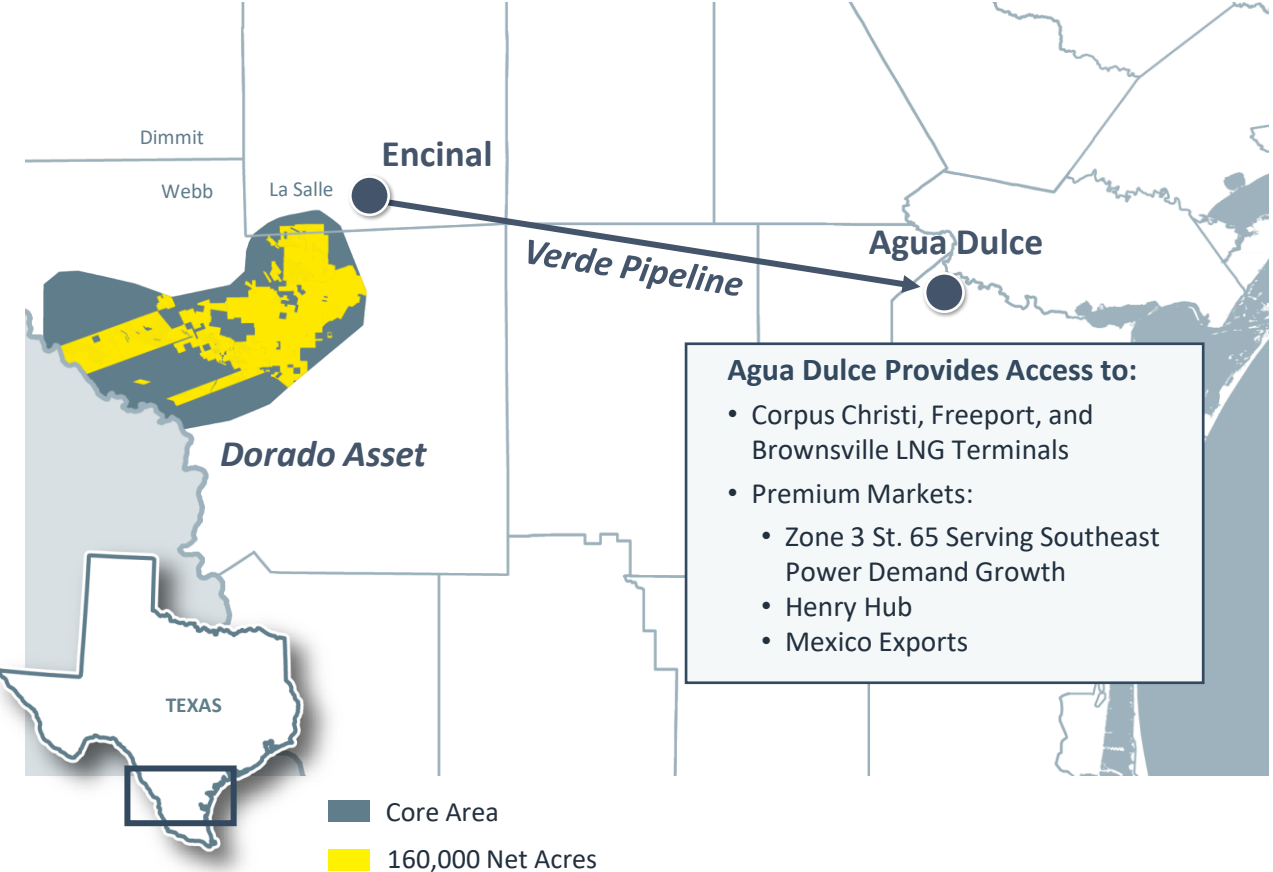 Dimmit
Webb
La Salle
Encinal
Verde Pipeline
Agua Dulce
Dorado Asset
Agua Dulce Provides Access to:
• Corpus Christi, Freeport, and
Brownsville LNG Terminals
• Premium Markets:
• Zone 3 St. 65 Serving Southeast
Power Demand Growth
• Henry Hub
• Mexico Exports
TEXAS
Core Area
160,000 Net Acres